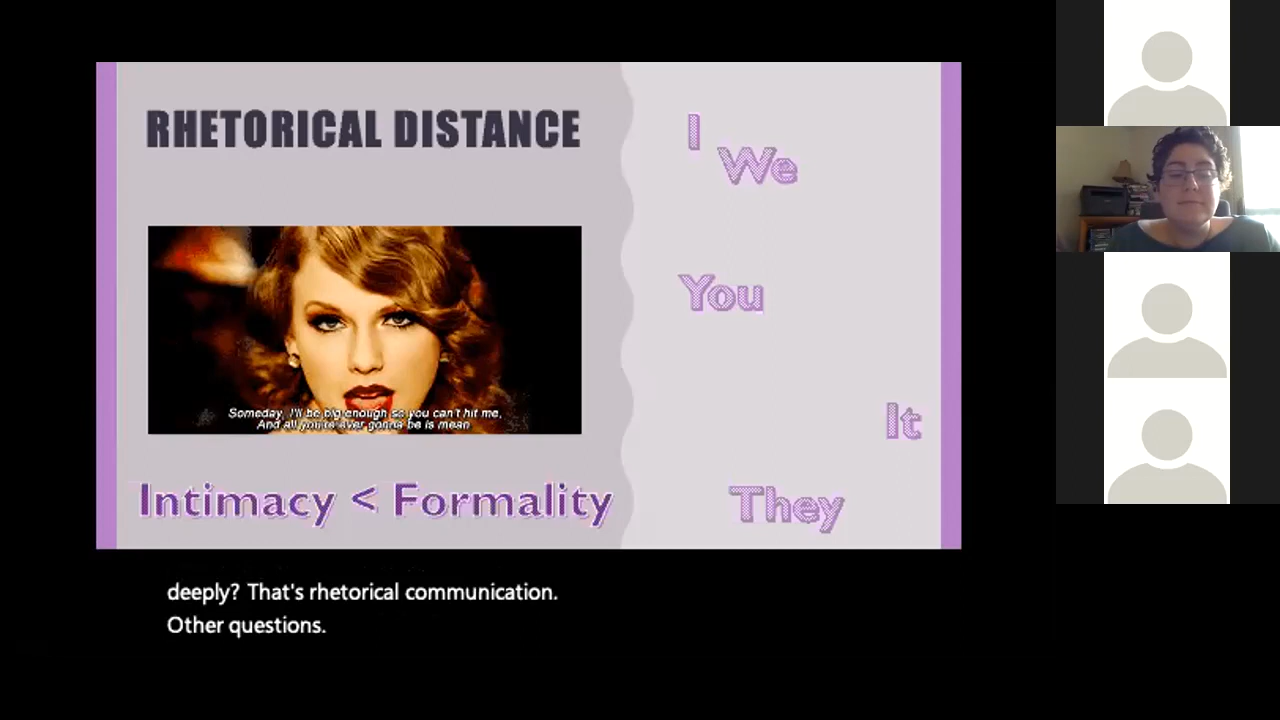 RHETORICAL DISTANCE
I
We
You
It
They
Someday, I'll be big enough so you can't hit me,
And all you're ever gonna be is mean
Intimacy < Formality
deeply? That's rhetorical communication.
Other questions.